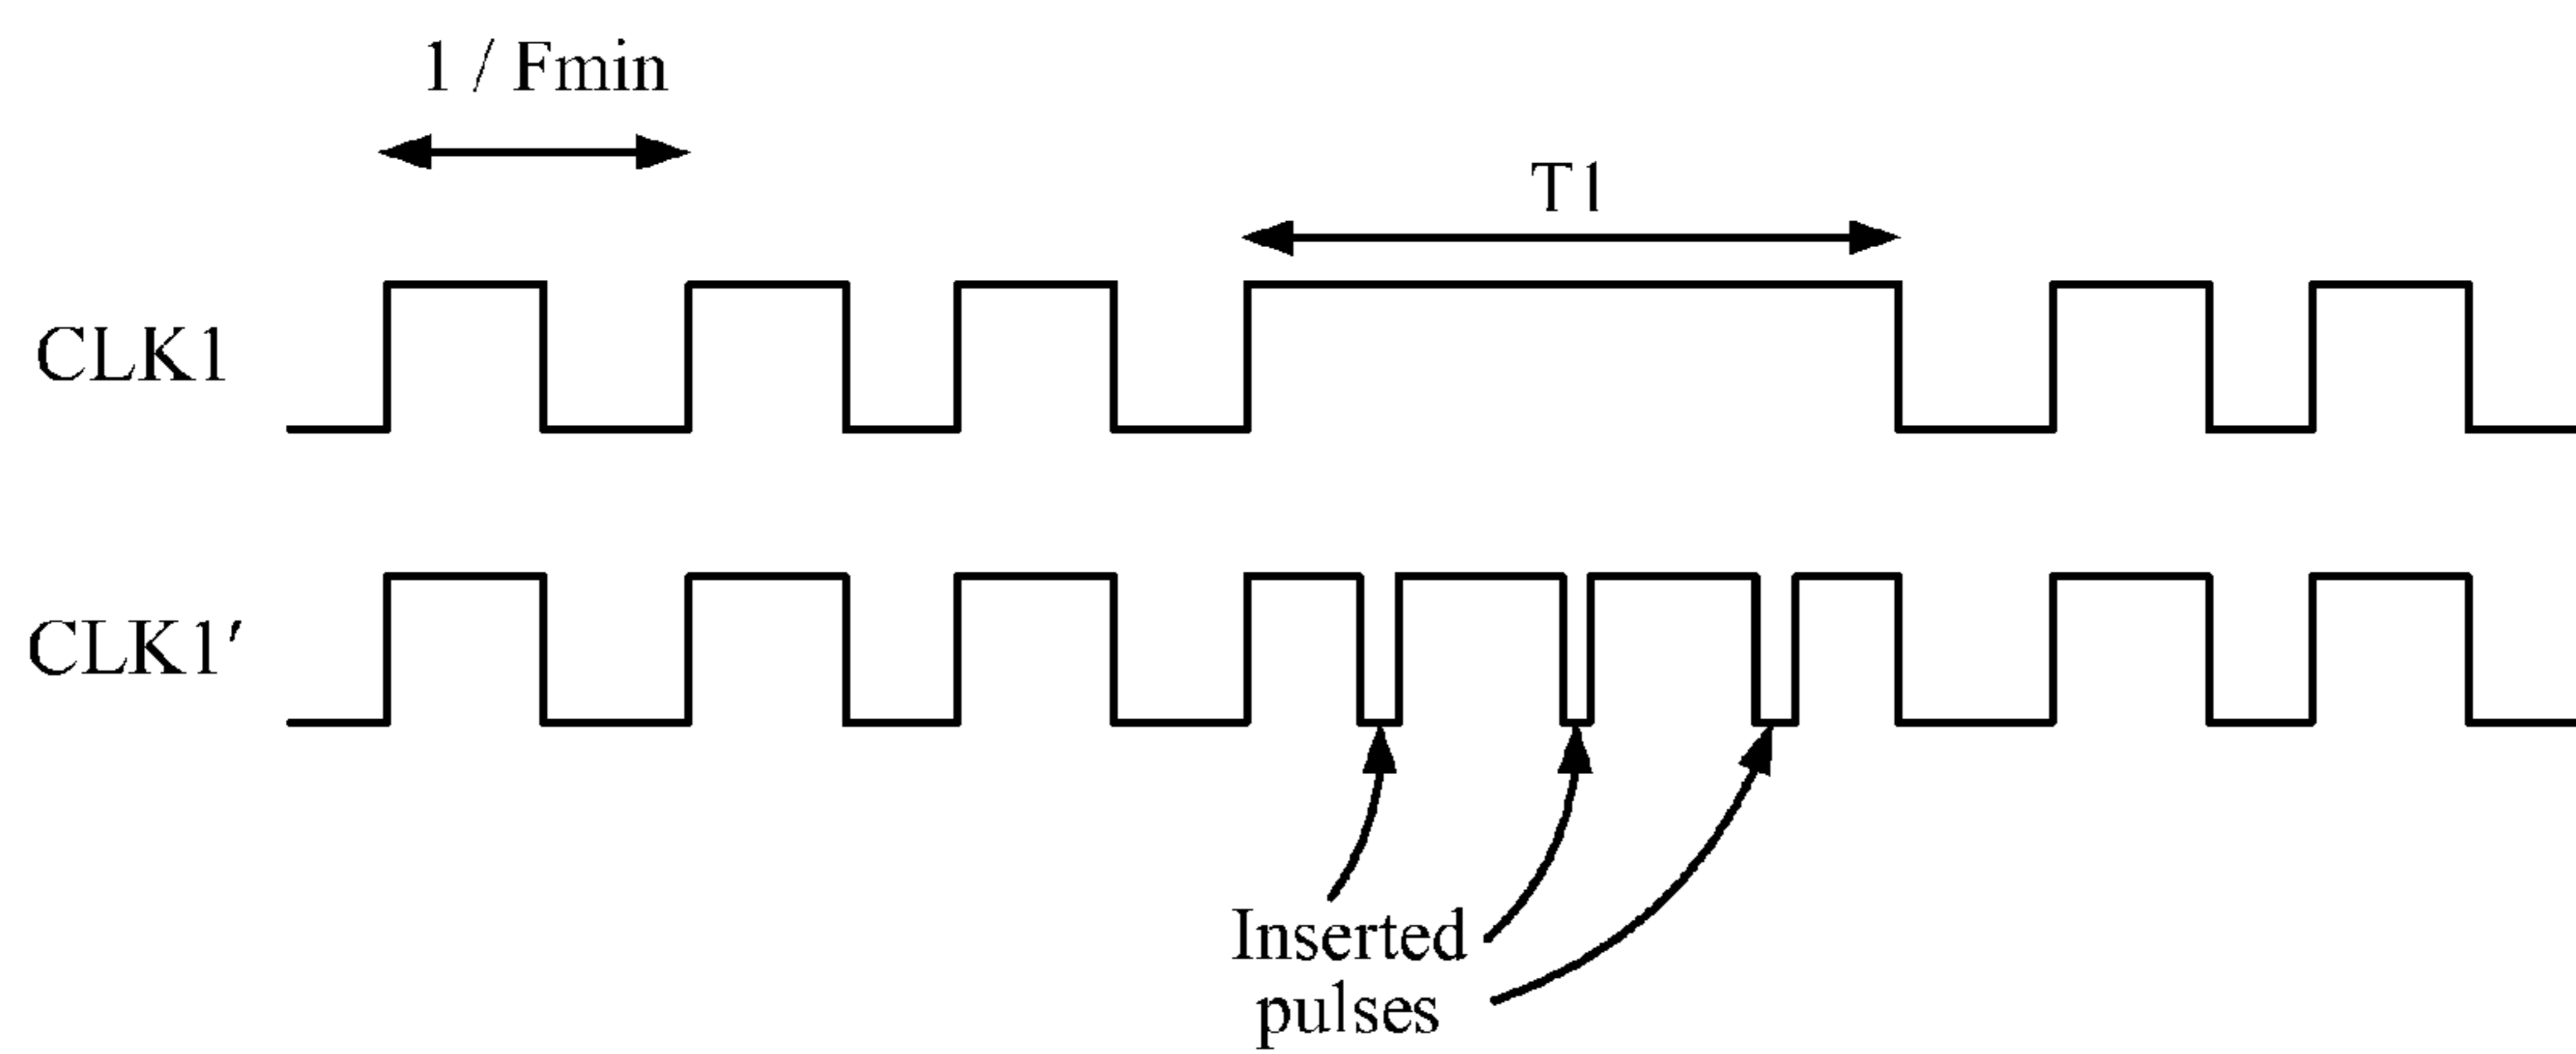 1 / Fmin
T1
CLK1
CLK1′
Inserted
pulses